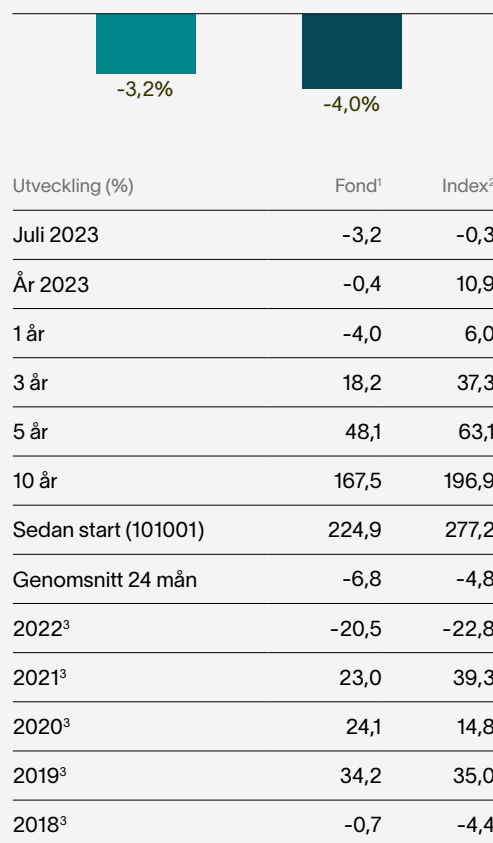 -3,2%
-4,0%
Utveckling (%) Fond¹ Index²
Juli 2023 -3,2 -0,3
År 2023 -0,4 10,9
1 år -4,0 6,0
3 år 18,2 37,3
5 år 48,1 63,1
10 år 167,5 196,9
Sedan start (101001) 224,9 277,2
Genomsnitt 24 mån -6,8 -4,8
2022³ -20,5 -22,8
2021³ 23,0 39,3
2020³ 24,1 14,8
2019³ 34,2 35,0
2018³ -0,7 -4,4